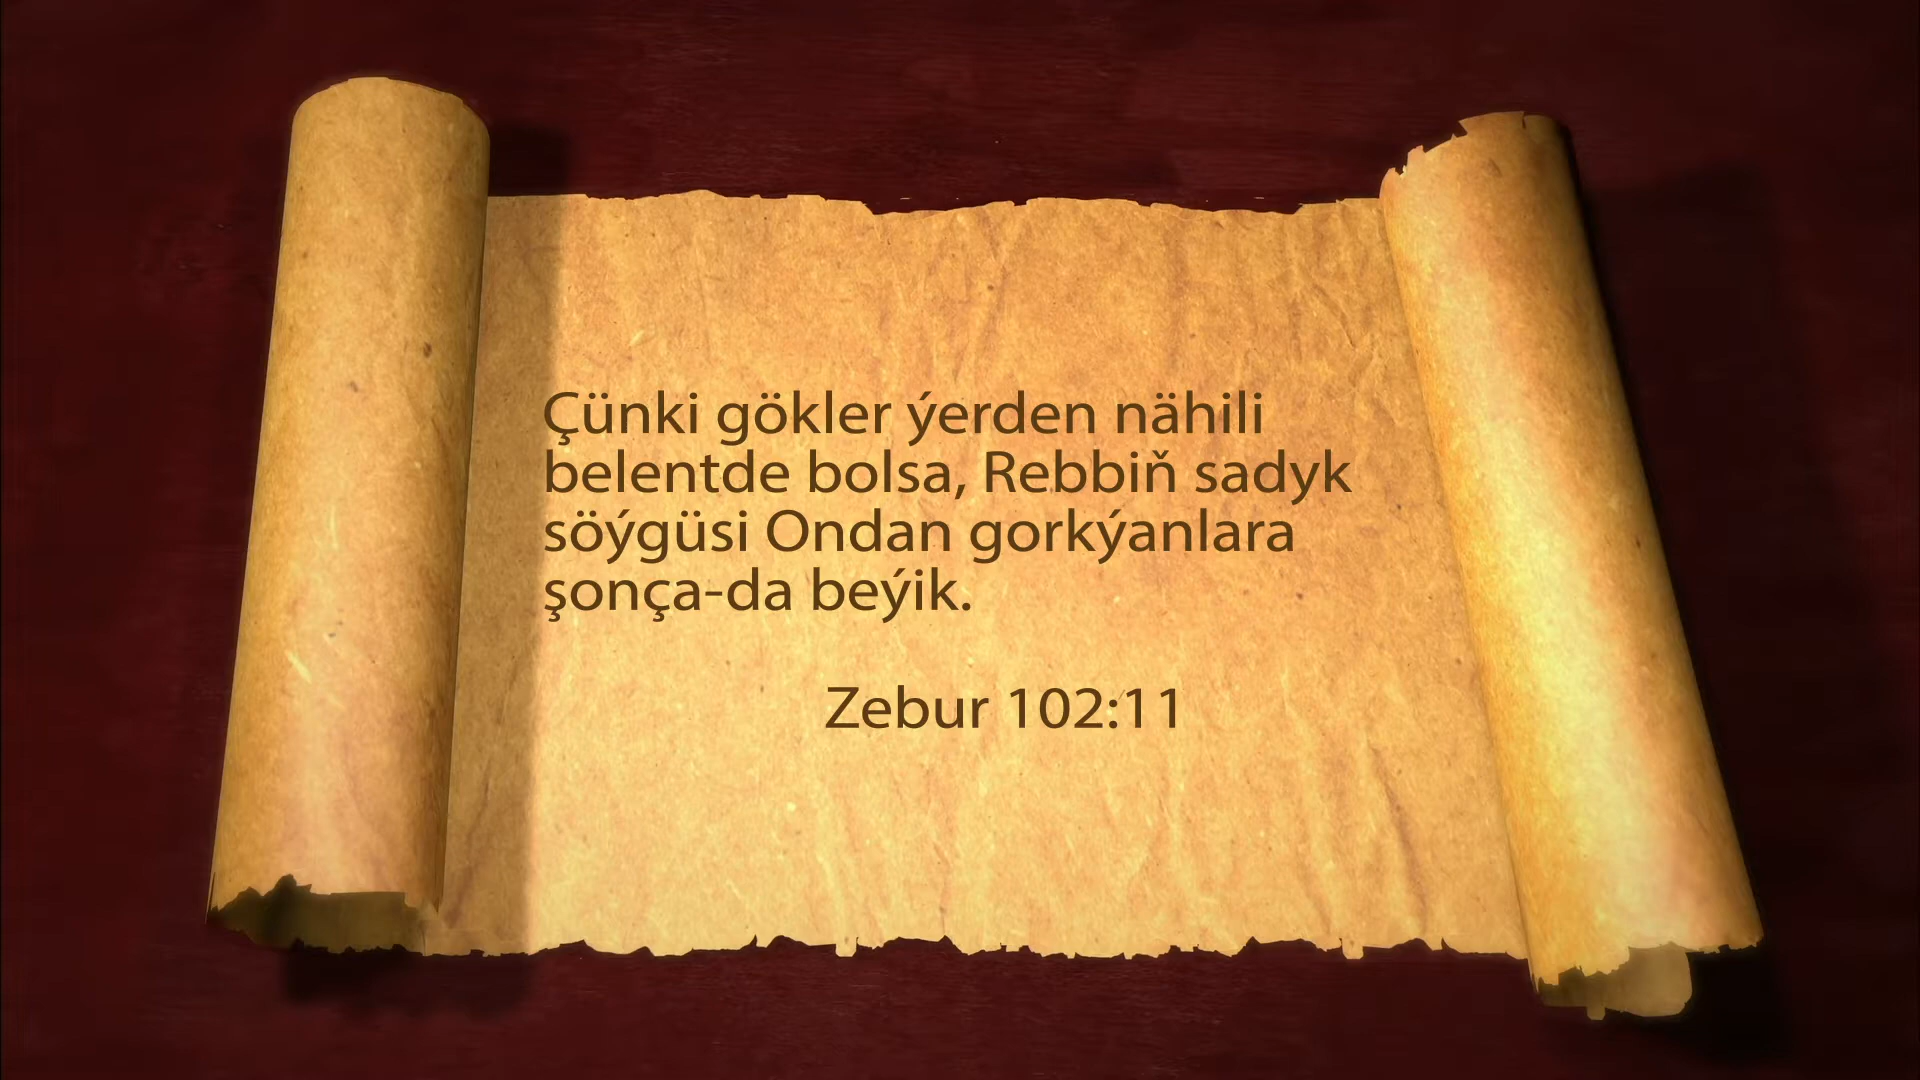 Çünki gökler ýerden nähili
belentde bolsa, Rebbiň sadyk
söýgüsi Ondan gorkýanlara
şonça-da beýik.
Zebur 102:11